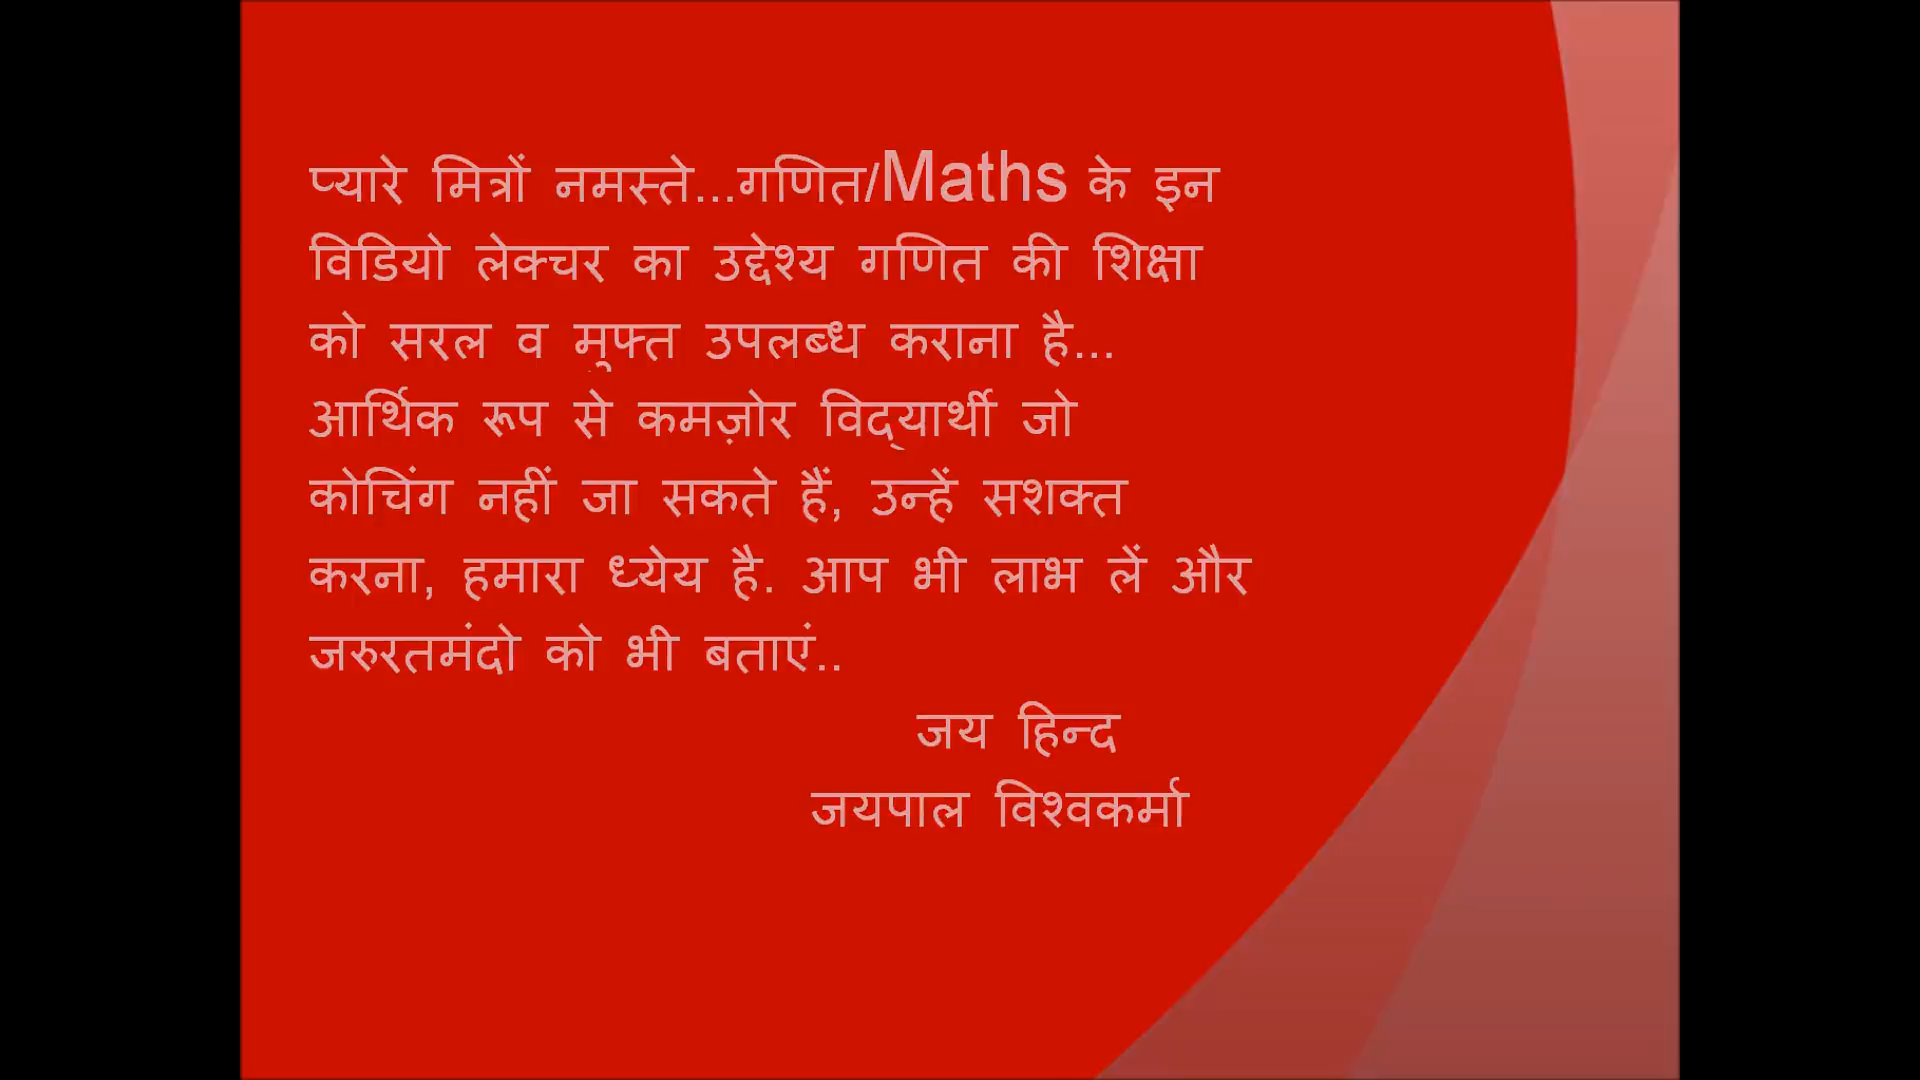 प्यारे मित्रों नमस्ते...गणित/Maths के इन
विडियो लेक्चर का उद्देश्य गणित की शिक्षा
को सरल व मुफ्त उपलब्ध कराना है...
आर्थिक रूप से कमज़ोर विद्यार्थी जो
कोचिंग नहीं जा सकते हैं, उन्हें सशक्त
करना, हमारा ध्येय है. आप भी लाभ लें और
जरुरतमंदो को भी बताएं..
जय हिन्द
जयपाल विश्वकर्मा